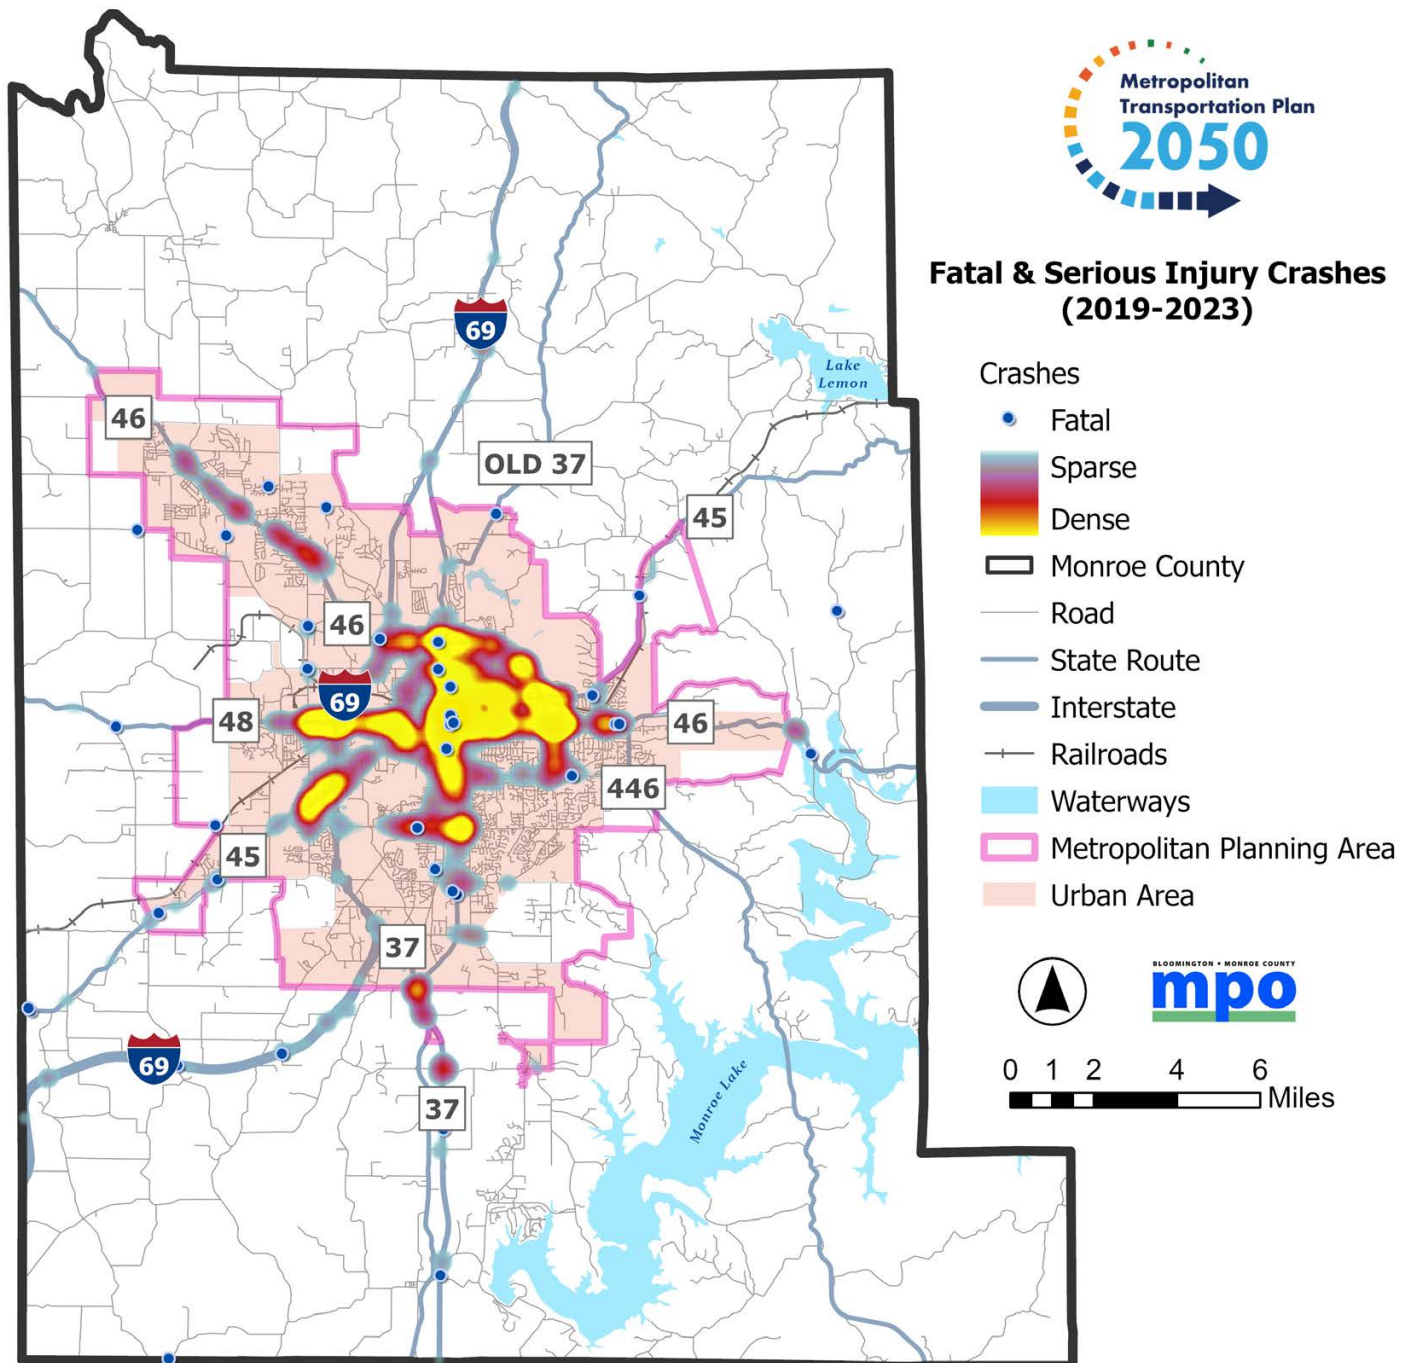 Metropolitan
Transportation Plan
2050
Fatal & Serious Injury Crashes
(2019-2023)
Crashes
Fatal
Sparse
Dense
Monroe County
Road
State Route
Interstate
Railroads
Waterways
Metropolitan Planning Area
Urban Area
BLOOMINGTON • MONROE COUNTY
mpo
0 1 2 4 6
Miles
69
Lake
Lemon
46
OLD 37
45
46
69
48
46
446
45
37
69
37
Monroe Lake